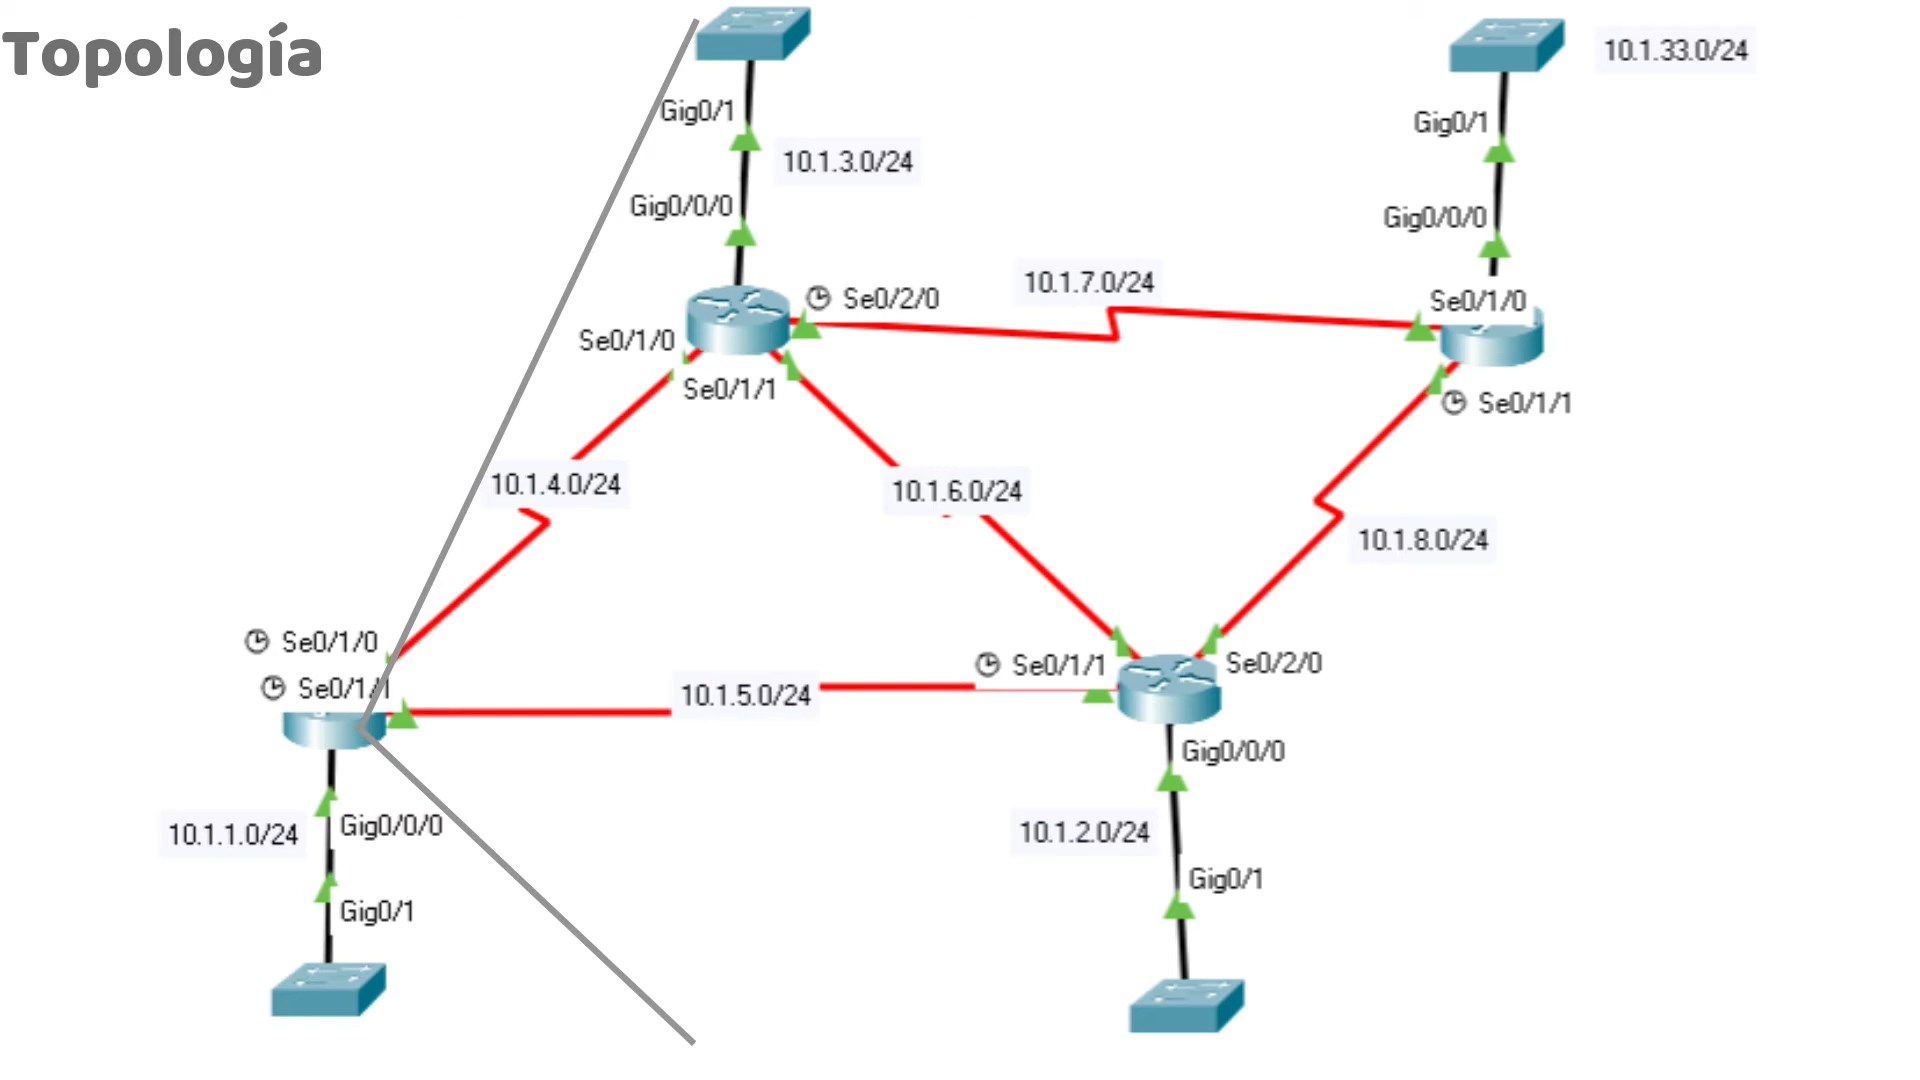 Topología
10.1.33.0/24
Gig0/1
Gig0/1
10.1.3.0/24
Gig0/0/0
Gig0/0/0
10.1.7.0/24
Se0/2/0
Se0/1/0
Se0/1/0
Se0/1/1
Se0/1/1
10.1.4.0/24
10.1.6.0/24
10.1.8.0/24
Se0/1/0
Se0/1/1
Se0/2/0
Se0/1/1
10.1.5.0/24
Gig0/0/0
10.1.1.0/24
Gig0/0/0
10.1.2.0/24
Gig0/1
Gig0/1